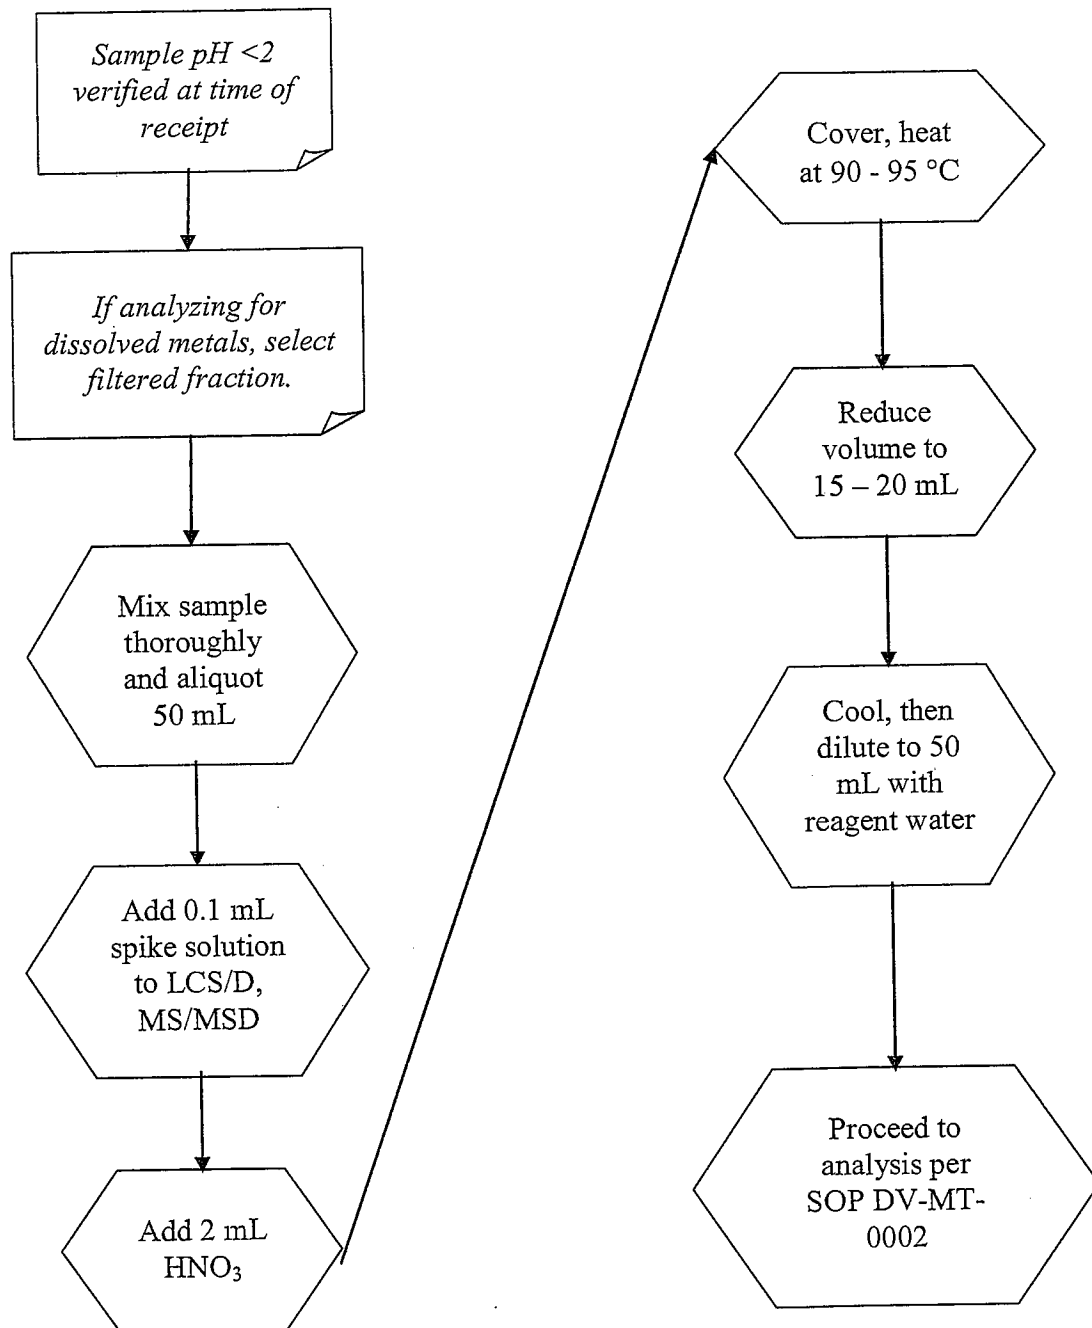 Sample pH <2
verified at time of
receipt
If analyzing for
dissolved metals, select
filtered fraction.
Mix sample
thoroughly
and aliquot
50 mL
Add 0.1 mL
spike solution
to LCS/D,
MS/MSD
Add 2 mL
HNO₃
Cover, heat
at 90 - 95 °C
Reduce
volume to
15 – 20 mL
Cool, then
dilute to 50
mL with
reagent water
Proceed to
analysis per
SOP DV-MT-
0002